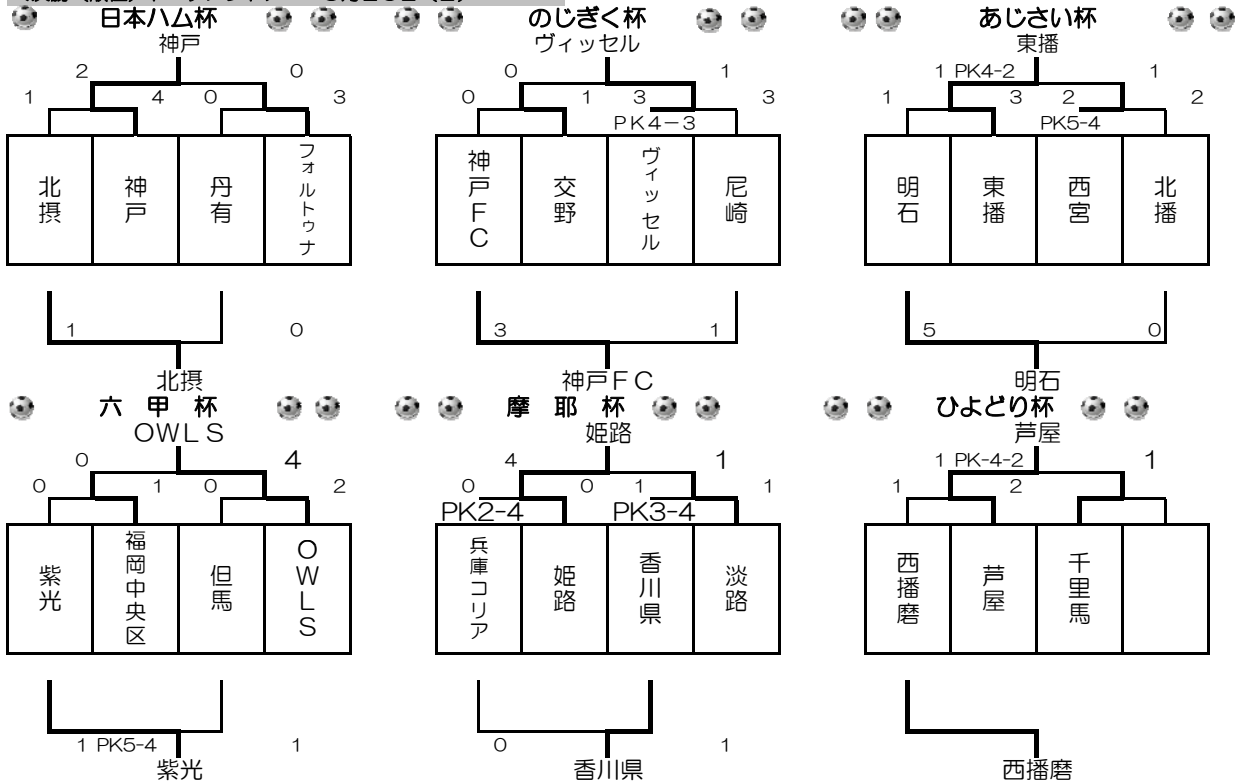 日本ハム杯
神戸
2 0
1 4 0 3
北摂 神戸 丹有 フォルトゥナ
1 0
北摂
のじぎく杯
ヴィッセル
0 1
0 1 3 3
PK4-3
神戸FC 交野 ヴィッセル 尼崎
3 1
神戸FC
あじさい杯
東播
1 PK4-2 1
1 3 2 2
PK5-4
明石 東播 西宮 北播
5 0
明石
六 甲 杯
OWLS
0 4
0 1 0 2
紫光 福岡中央区 但馬 OWLS
1 PK5-4 1
紫光
摩 耶 杯
姫路
4 1
0 0 1 1
PK2-4 PK3-4
兵庫コリア 姫路 香川県 淡路
0 1
香川県
ひよどり杯
芦屋
1 PK-4-2 1
1 2
西播磨 芦屋 千里馬
西播磨